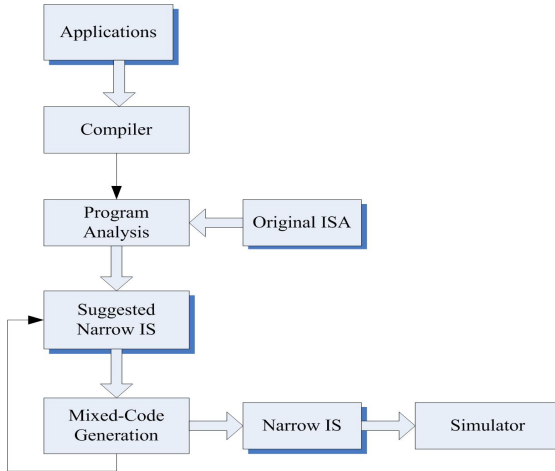 Applications
Compiler
Program
Analysis
Original ISA
Suggested
Narrow IS
Mixed-Code
Generation
Narrow IS
Simulator